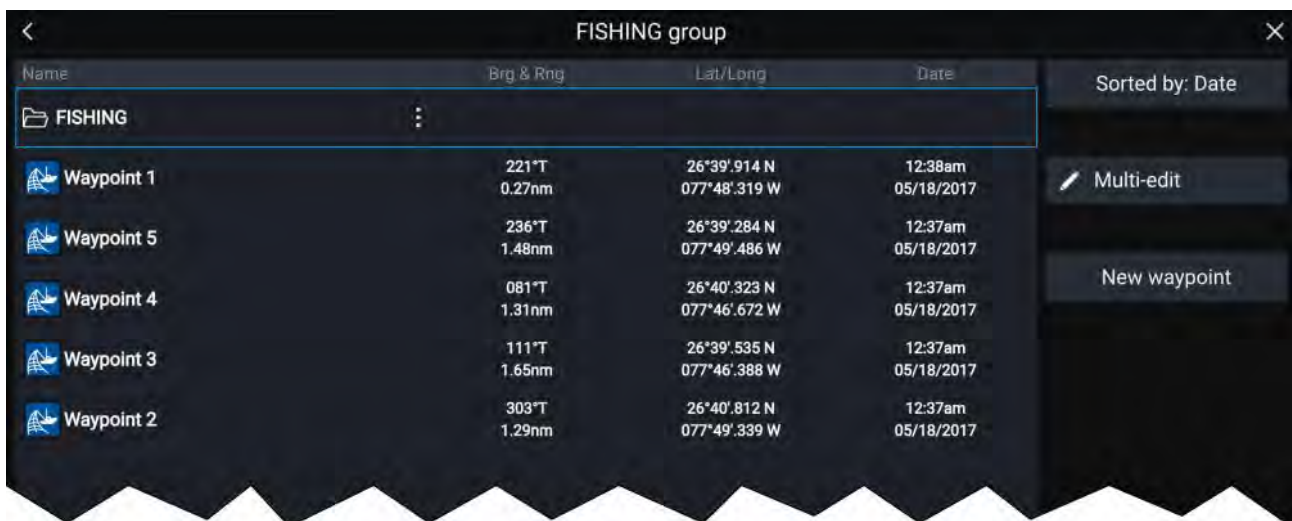 FISHING group
Name Brg & Rng Lat/Long Date
Sorted by: Date
FISHING
Waypoint 1
221°T
0.27nm
26°39'.914 N
077°48'.319 W
12:38am
05/18/2017
Multi-edit
Waypoint 5
236°T
1.48nm
26°39'.284 N
077°49'.486 W
12:37am
05/18/2017
New waypoint
Waypoint 4
081°T
1.31nm
26°40'.323 N
077°46'.672 W
12:37am
05/18/2017
Waypoint 3
111°T
1.65nm
26°39'.535 N
077°46'.388 W
12:37am
05/18/2017
Waypoint 2
303°T
1.29nm
26°40'.812 N
077°49'.339 W
12:37am
05/18/2017